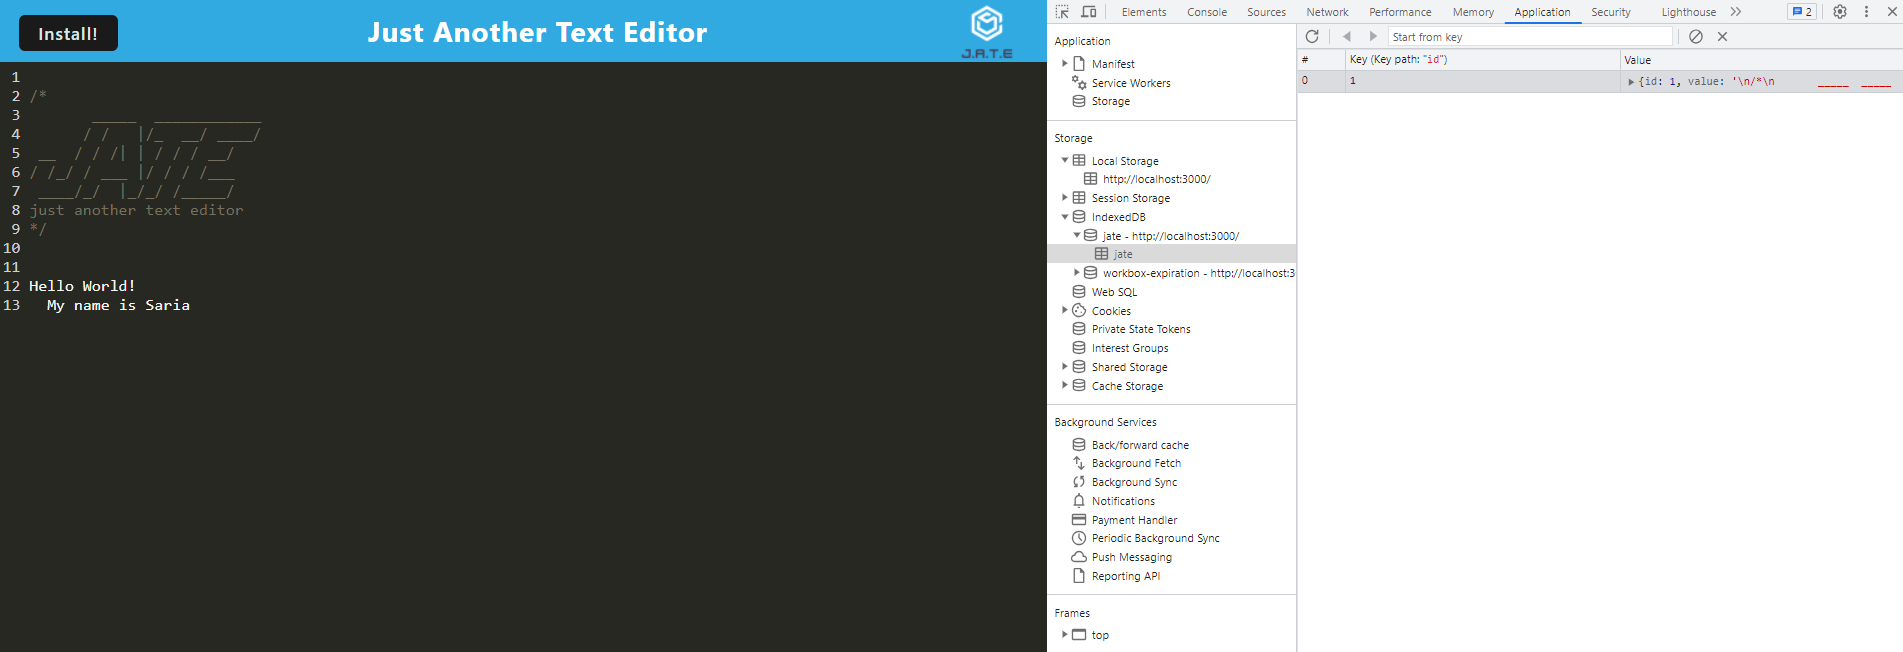 Install!
Just Another Text Editor
J.A.T.E
1
2 /*
3        _____  ____________
4       / /   |/_  __/ ____/
5  __  / / /| | / / / __/
6 / /_/ / ___ |/ / / /___
7  ____/_/  |_/_/ /_____/
8 just another text editor
9 */
10
11
12 Hello World!
13   My name is Saria
Elements Console Sources Network Performance Memory Application Security Lighthouse 2
Application
Manifest
Service Workers
Storage
Storage
Local Storage
http://localhost:3000/
Session Storage
IndexedDB
jate - http://localhost:3000/
jate
workbox-expiration - http://localhost:3
Web SQL
Cookies
Private State Tokens
Interest Groups
Shared Storage
Cache Storage
Background Services
Back/forward cache
Background Fetch
Background Sync
Notifications
Payment Handler
Periodic Background Sync
Push Messaging
Reporting API
Frames
top
Start from key
# Key (Key path: "id") Value
0 1 {id: 1, value: '\n/*\n       _____  _____